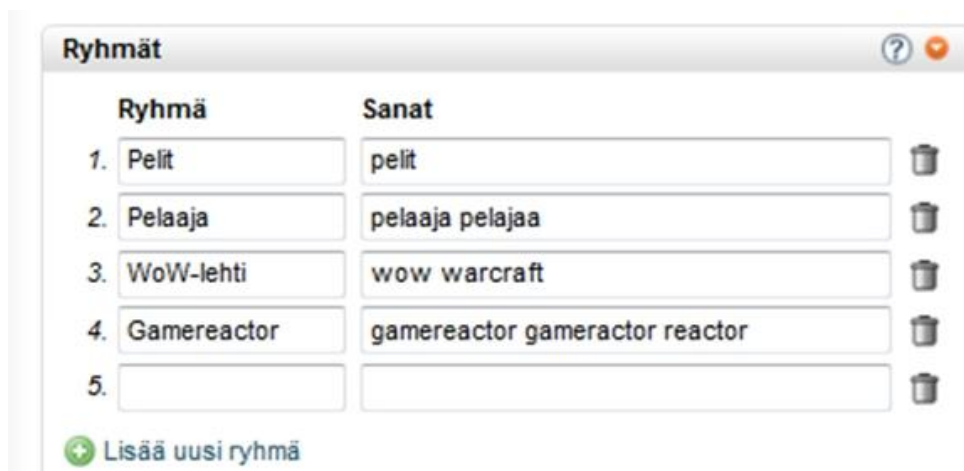 Ryhmät
Ryhmä Sanat
1. Pelit pelit
2. Pelaaja pelaaja pelajaa
3. WoW-lehti wow warcraft
4. Gamereactor gamereactor gameractor reactor
5.
Lisää uusi ryhmä